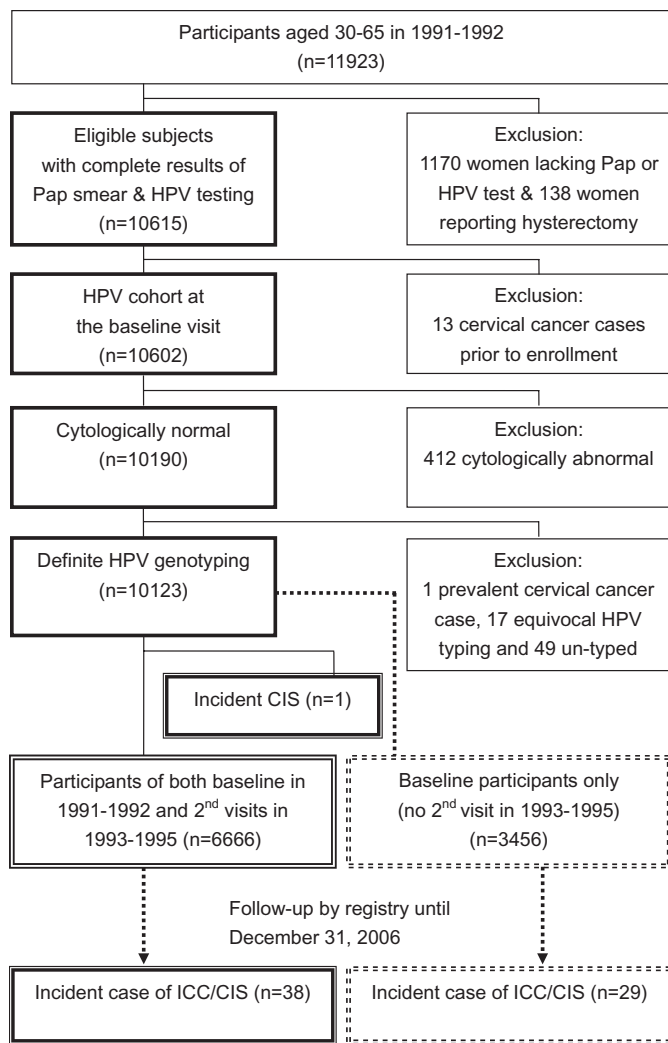 Participants aged 30-65 in 1991-1992
(n=11923)
Eligible subjects
with complete results of
Pap smear & HPV testing
(n=10615)
Exclusion:
1170 women lacking Pap or
HPV test & 138 women
reporting hysterectomy
HPV cohort at
the baseline visit
(n=10602)
Exclusion:
13 cervical cancer cases
prior to enrollment
Cytologically normal
(n=10190)
Exclusion:
412 cytologically abnormal
Definite HPV genotyping
(n=10123)
Exclusion:
1 prevalent cervical cancer
case, 17 equivocal HPV
typing and 49 un-typed
Incident CIS (n=1)
Participants of both baseline in
1991-1992 and 2nd visits in
1993-1995 (n=6666)
Baseline participants only
(no 2nd visit in 1993-1995)
(n=3456)
Follow-up by registry until
December 31, 2006
Incident case of ICC/CIS (n=38)
Incident case of ICC/CIS (n=29)